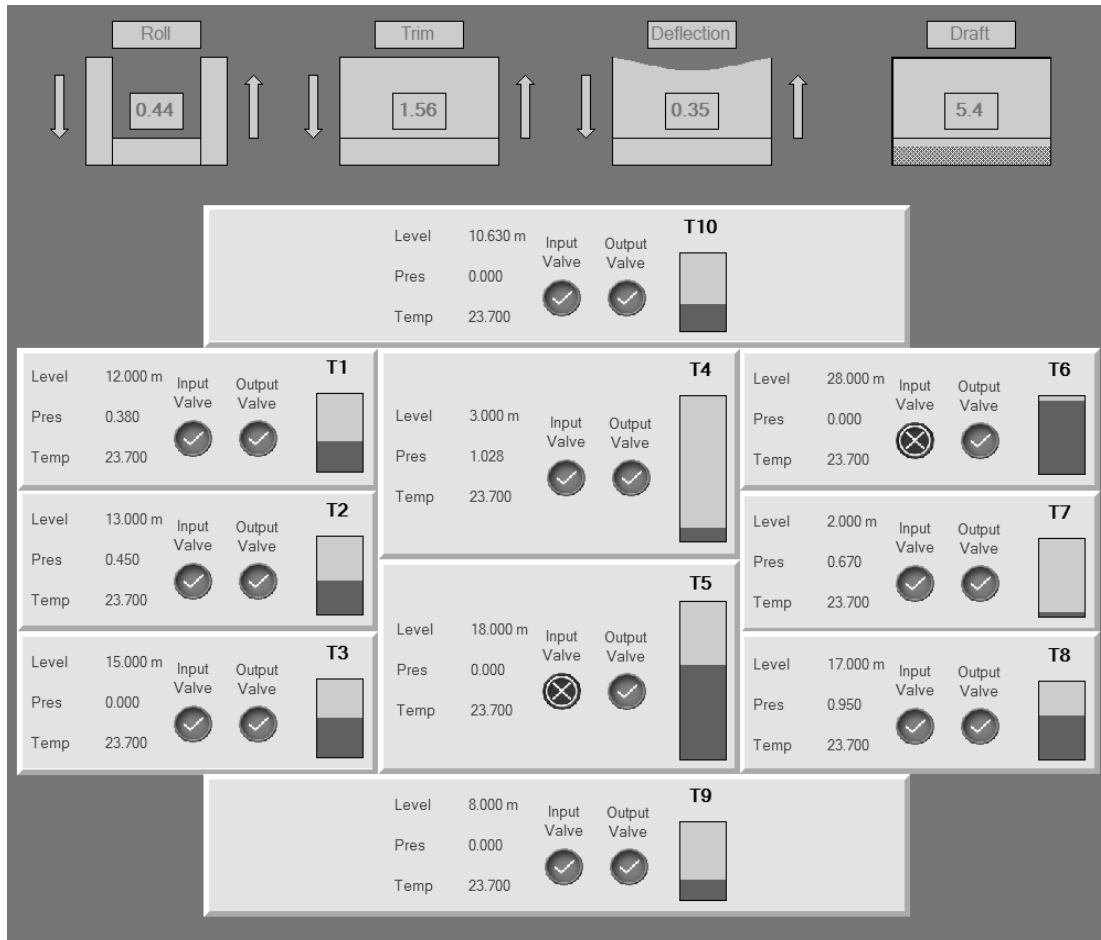 Roll
Trim
Deflection
Draft
0.44
1.56
0.35
5.4
T10
Level 10.630 m
Input Valve
Output Valve
Pres 0.000
Temp 23.700
T1
Level 12.000 m
Input Valve
Output Valve
Pres 0.380
Temp 23.700
T4
Level 3.000 m
Input Valve
Output Valve
Pres 1.028
Temp 23.700
T6
Level 28.000 m
Input Valve
Output Valve
Pres 0.000
Temp 23.700
T2
Level 13.000 m
Input Valve
Output Valve
Pres 0.450
Temp 23.700
T7
Level 2.000 m
Input Valve
Output Valve
Pres 0.670
Temp 23.700
T5
Level 18.000 m
Input Valve
Output Valve
Pres 0.000
Temp 23.700
T3
Level 15.000 m
Input Valve
Output Valve
Pres 0.000
Temp 23.700
T8
Level 17.000 m
Input Valve
Output Valve
Pres 0.950
Temp 23.700
T9
Level 8.000 m
Input Valve
Output Valve
Pres 0.000
Temp 23.700